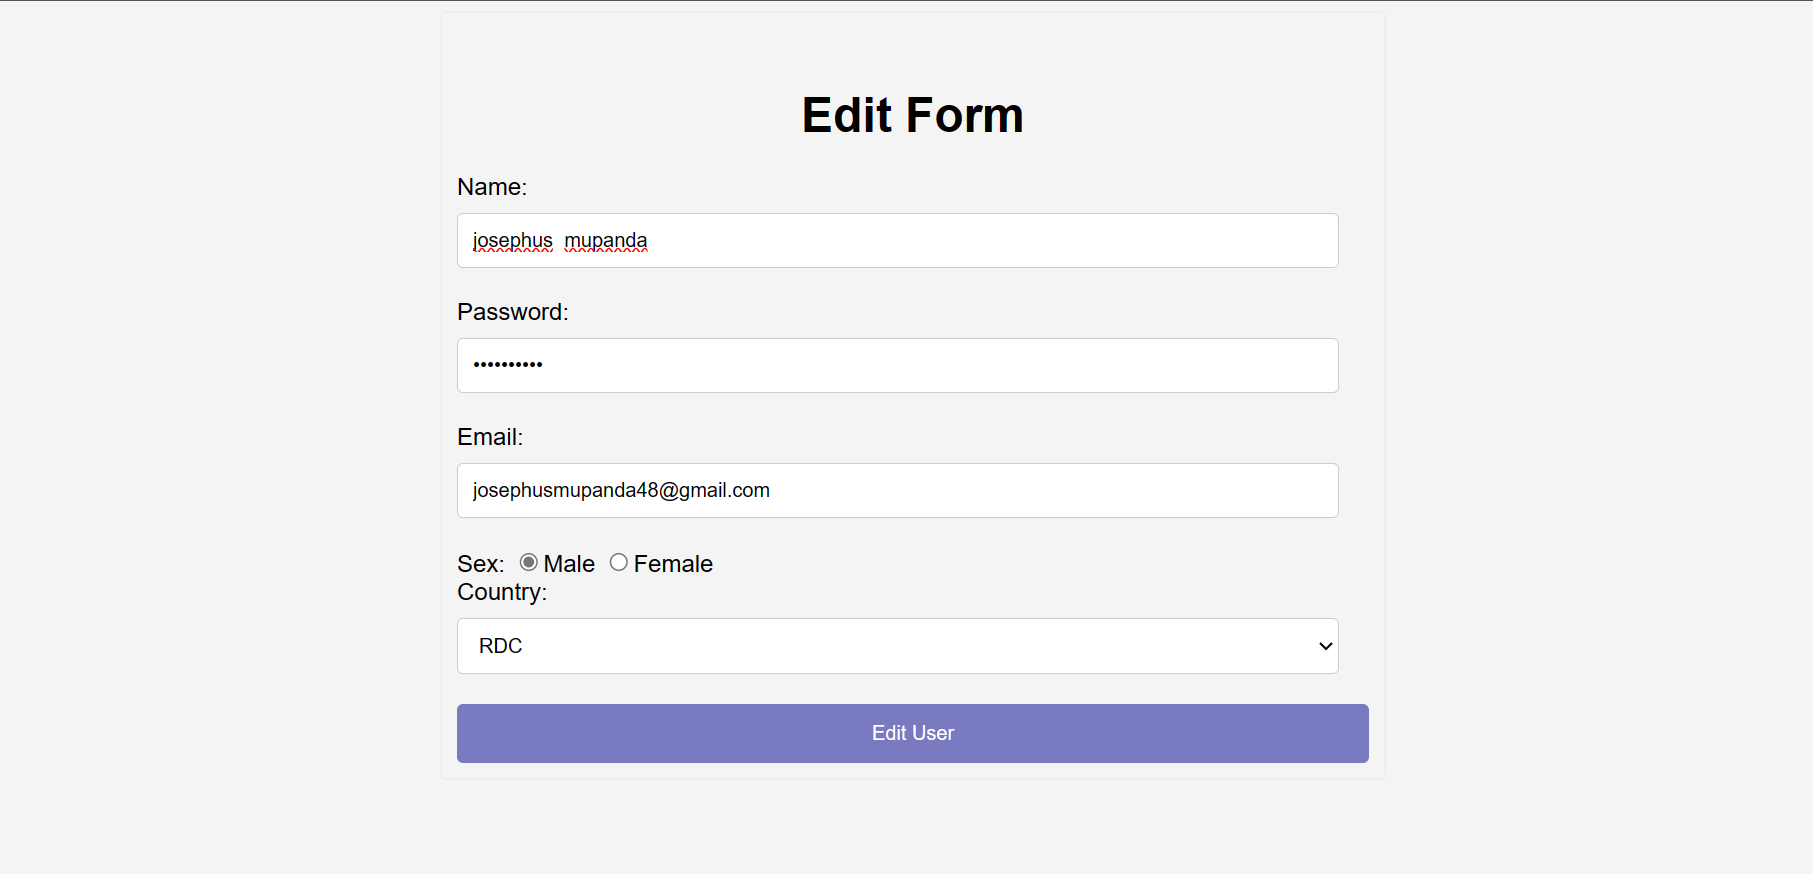 Edit Form
Name:
josephus  mupanda
Password:
••••••••••
Email:
josephusmupanda48@gmail.com
Sex: Male Female
Country:
RDC
Edit User